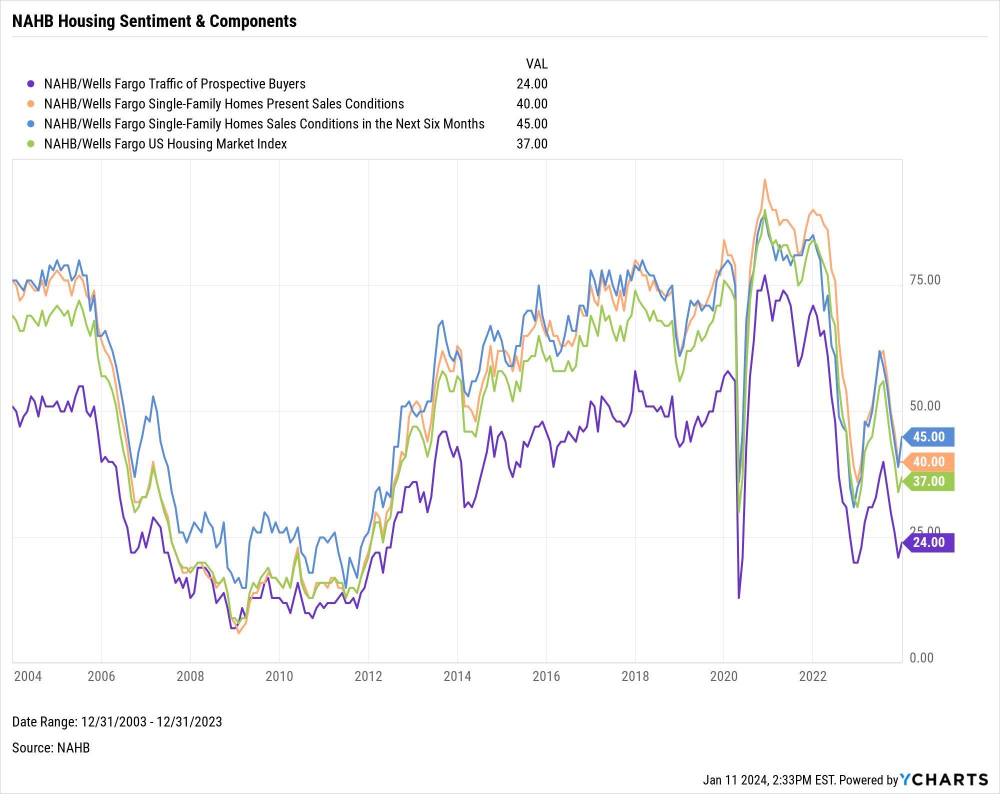 NAHB Housing Sentiment & Components
VAL
NAHB/Wells Fargo Traffic of Prospective Buyers 24.00
NAHB/Wells Fargo Single-Family Homes Present Sales Conditions 40.00
NAHB/Wells Fargo Single-Family Homes Sales Conditions in the Next Six Months 45.00
NAHB/Wells Fargo US Housing Market Index 37.00
75.00
50.00
45.00
40.00
37.00
25.00
24.00
0.00
2004 2006 2008 2010 2012 2014 2016 2018 2020 2022
Date Range: 12/31/2003 - 12/31/2023
Source: NAHB
Jan 11 2024, 2:33PM EST. Powered by YCHARTS